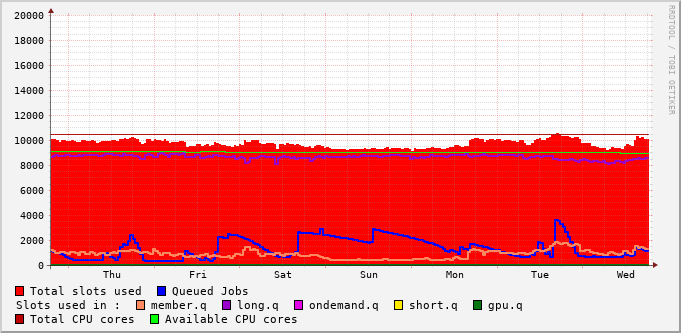 RRDTOOL / TOBI OETIKER
20000
18000
16000
14000
12000
10000
8000
6000
4000
2000
0
Thu Fri Sat Sun Mon Tue Wed
Total slots used Queued Jobs
Slots used in : member.q long.q ondemand.q short.q gpu.q
Total CPU cores Available CPU cores